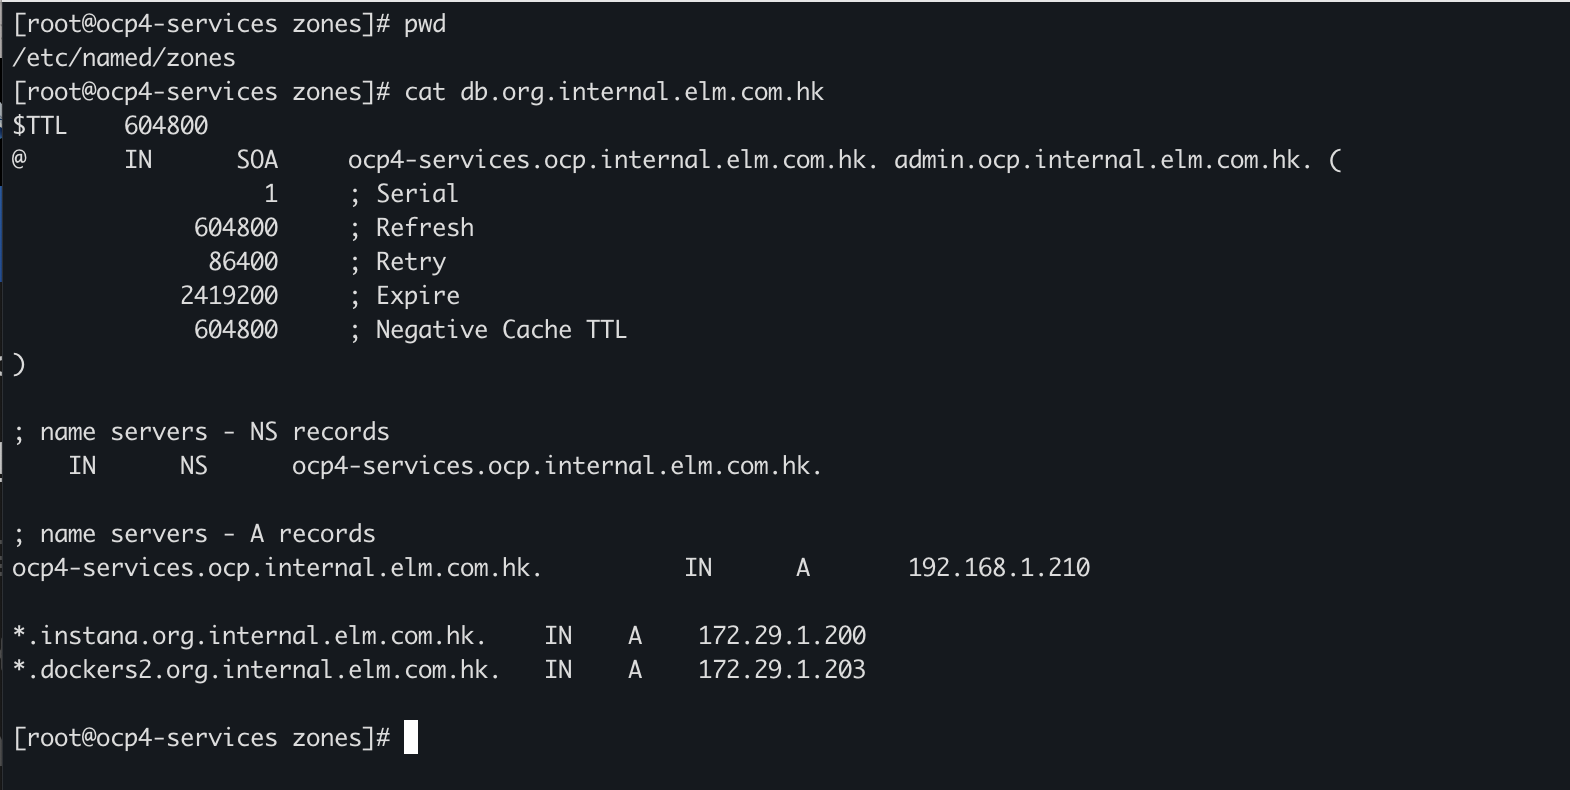 [root@ocp4-services zones]# pwd
/etc/named/zones
[root@ocp4-services zones]# cat db.org.internal.elm.com.hk
$TTL    604800
@       IN      SOA     ocp4-services.ocp.internal.elm.com.hk. admin.ocp.internal.elm.com.hk. (
                  1     ; Serial
             604800     ; Refresh
              86400     ; Retry
            2419200     ; Expire
             604800     ; Negative Cache TTL
)
; name servers - NS records
    IN      NS      ocp4-services.ocp.internal.elm.com.hk.
; name servers - A records
ocp4-services.ocp.internal.elm.com.hk.          IN      A       192.168.1.210
*.instana.org.internal.elm.com.hk.    IN    A    172.29.1.200
*.dockers2.org.internal.elm.com.hk.   IN    A    172.29.1.203
[root@ocp4-services zones]#